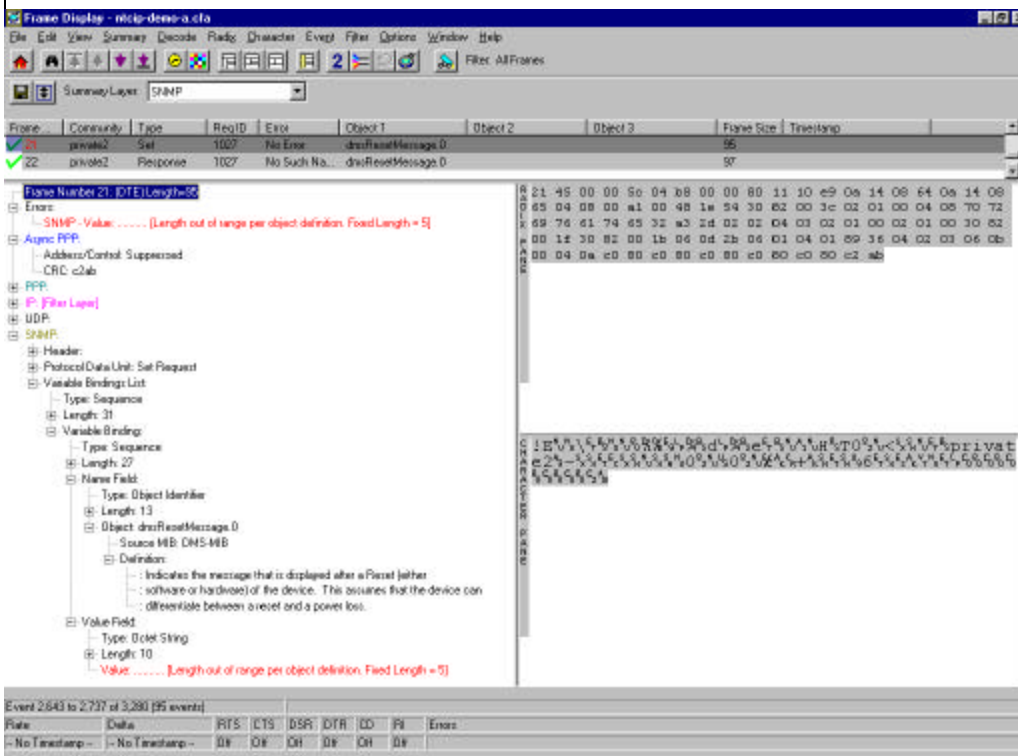 Frame Display - ntcip-demo-a.cfa
File Edit View Summary Decode Radix Character Event Filter Options Window Help
Filter: All Frames
Summary Layer: SNMP
Frame... Community Type ReqID Error Object 1 Object 2 Object 3 Frame Size Timestamp
21 private2 Set 1027 No Error dmsResetMessage.0 95
22 private2 Response 1027 No Such Na... dmsResetMessage.0 97
Frame Number 21: (DTE) Length=95
Errors:
SNMP - Value: ......... (Length out of range per object definition. Fixed Length = 5)
Async PPP:
Address/Control: Suppressed
CRC: c2ab
PPP:
IP: [Filter Layer]
UDP:
SNMP:
Header:
Protocol Data Unit: Set Request
Variable Bindings List:
Type: Sequence
Length: 31
Variable Binding:
Type: Sequence
Length: 27
Name Field:
Type: Object Identifier
Length: 13
Object: dmsResetMessage.0
Source MIB: DMS-MIB
Definition:
: Indicates the message that is displayed after a Reset (either
: software or hardware) of the device. This assumes that the device can
: differentiate between a reset and a power loss.
Value Field:
Type: Octet String
Length: 10
Value: ......... (Length out of range per object definition. Fixed Length = 5)
21 45 00 00 5c 04 b8 00 00 80 11 10 e9 0a 14 08 64 0a 14 08
65 04 08 00 a1 00 48 1e 54 30 82 00 3c 02 01 00 04 08 70 72
69 76 61 74 65 32 a3 2d 02 02 04 03 02 01 00 02 01 00 30 82
00 1f 30 82 00 1b 06 0d 2b 06 01 04 01 89 36 04 02 03 06 0b
00 04 0a c0 80 c0 80 c0 80 c0 80 c0 80 c2 ab
CHARACTER PANE
Event 2,643 to 2,737 of 3,280 (95 events)
Rate Delta RTS CTS DSR DTR CD RI Errors
-- No Timestamp -- -- No Timestamp -- Off Off Off Off Off Off